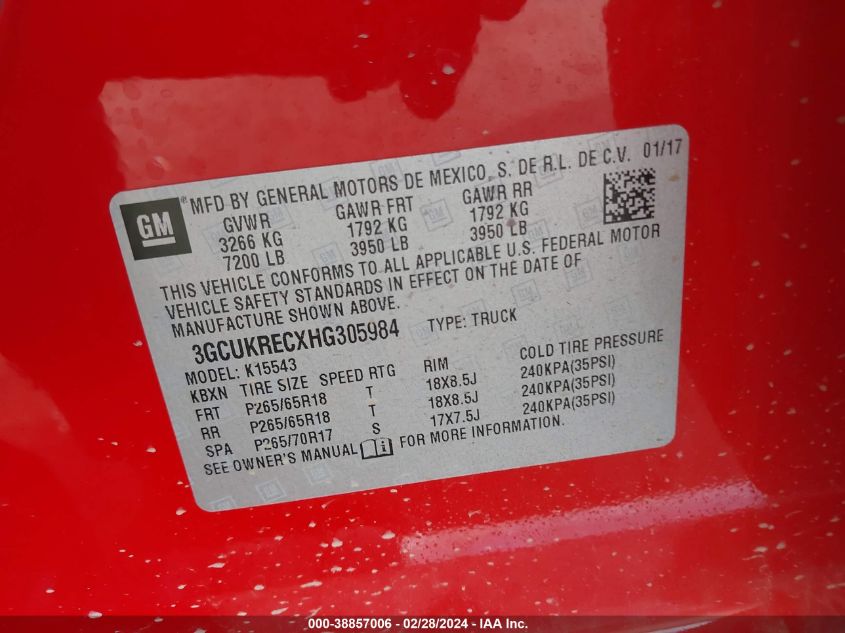 GM
® MFD BY GENERAL MOTORS DE MEXICO, S. DE R.L. DE C.V. 01/17
GVWR GAWR FRT GAWR RR
3266 KG 1792 KG 1792 KG
7200 LB 3950 LB 3950 LB
THIS VEHICLE CONFORMS TO ALL APPLICABLE U.S. FEDERAL MOTOR
VEHICLE SAFETY STANDARDS IN EFFECT ON THE DATE OF
MANUFACTURE SHOWN ABOVE.
3GCUKRECXHG305984 TYPE: TRUCK
MODEL: K15543
KBXN TIRE SIZE SPEED RTG RIM COLD TIRE PRESSURE
FRT P265/65R18 T 18X8.5J 240KPA(35PSI)
RR P265/65R18 T 18X8.5J 240KPA(35PSI)
SPA P265/70R17 S 17X7.5J 240KPA(35PSI)
SEE OWNER'S MANUAL FOR MORE INFORMATION.
000-38857006 - 02/28/2024 - IAA Inc.